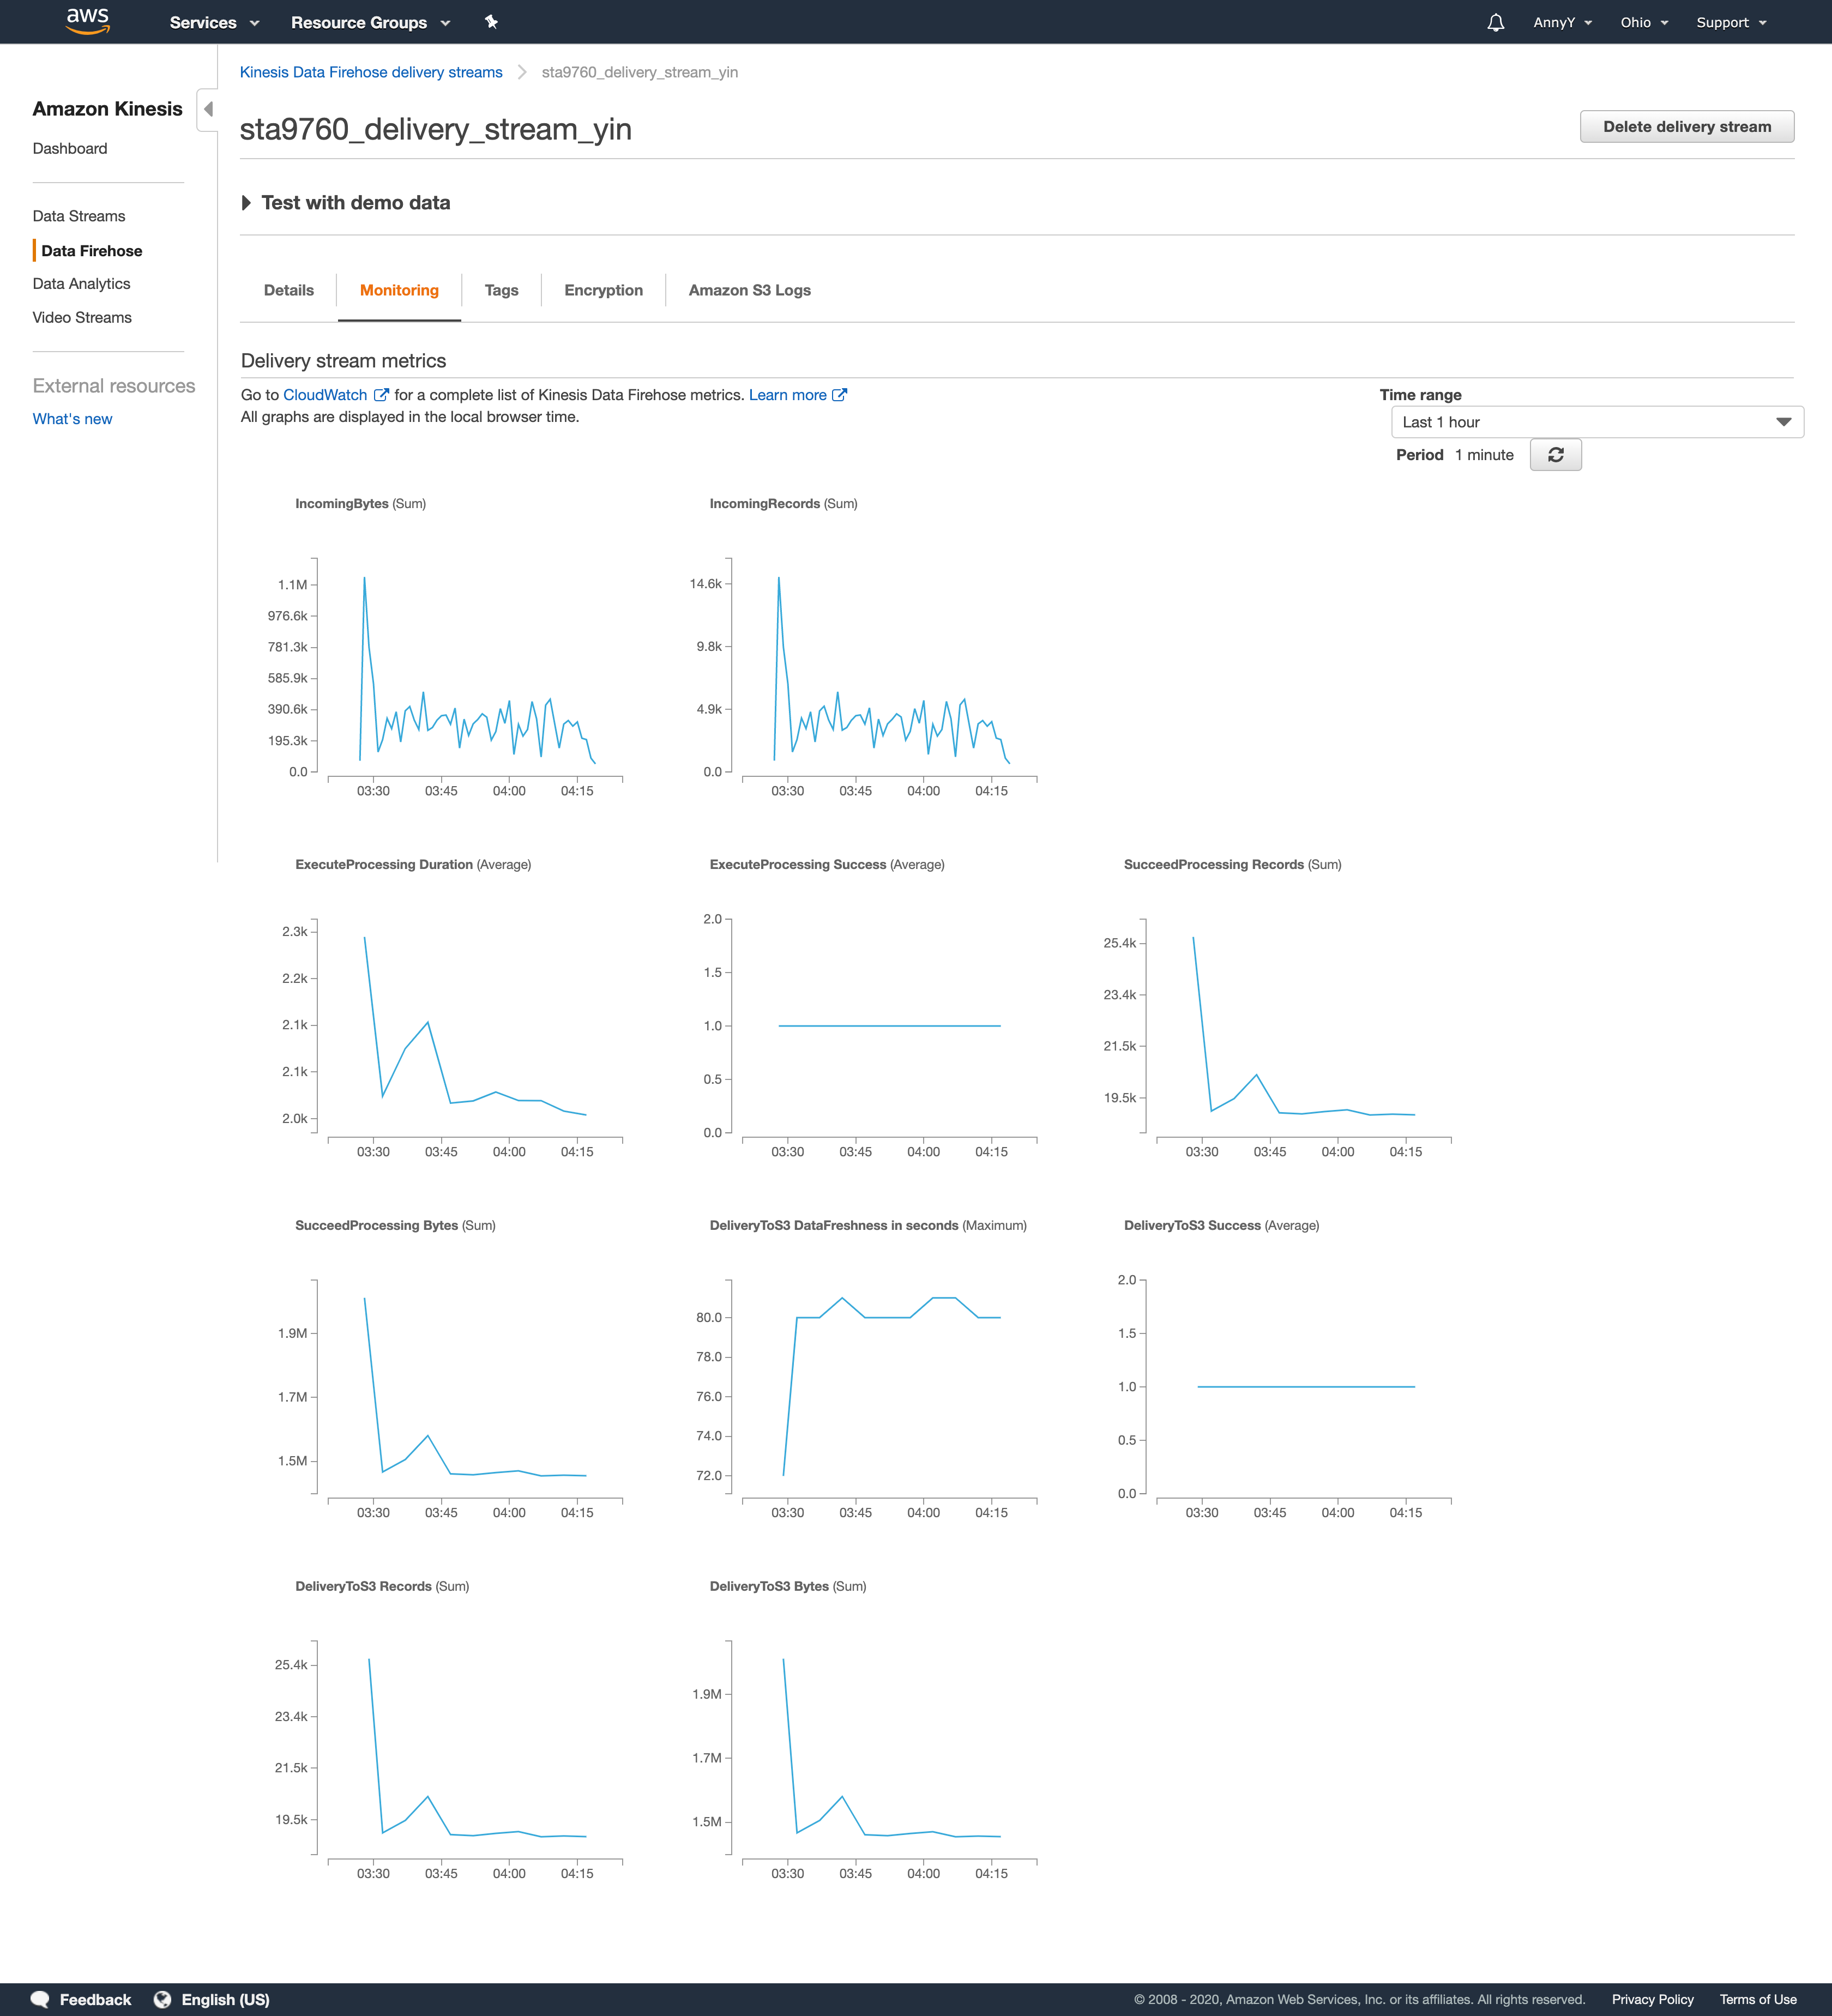 aws Services Resource Groups AnnyY Ohio Support
Kinesis Data Firehose delivery streams sta9760_delivery_stream_yin
Amazon Kinesis
Dashboard
Data Streams
Data Firehose
Data Analytics
Video Streams
External resources
What's new
sta9760_delivery_stream_yin
Delete delivery stream
Test with demo data
Details Monitoring Tags Encryption Amazon S3 Logs
Delivery stream metrics
Go to CloudWatch for a complete list of Kinesis Data Firehose metrics. Learn more
All graphs are displayed in the local browser time.
Time range
Last 1 hour
Period 1 minute
IncomingBytes (Sum)
1.1M
976.6k
781.3k
585.9k
390.6k
195.3k
0.0
03:30 03:45 04:00 04:15
IncomingRecords (Sum)
14.6k
9.8k
4.9k
0.0
03:30 03:45 04:00 04:15
ExecuteProcessing Duration (Average)
2.3k
2.2k
2.1k
2.1k
2.0k
03:30 03:45 04:00 04:15
ExecuteProcessing Success (Average)
2.0
1.5
1.0
0.5
0.0
03:30 03:45 04:00 04:15
SucceedProcessing Records (Sum)
25.4k
23.4k
21.5k
19.5k
03:30 03:45 04:00 04:15
SucceedProcessing Bytes (Sum)
1.9M
1.7M
1.5M
03:30 03:45 04:00 04:15
DeliveryToS3 DataFreshness in seconds (Maximum)
80.0
78.0
76.0
74.0
72.0
03:30 03:45 04:00 04:15
DeliveryToS3 Success (Average)
2.0
1.5
1.0
0.5
0.0
03:30 03:45 04:00 04:15
DeliveryToS3 Records (Sum)
25.4k
23.4k
21.5k
19.5k
03:30 03:45 04:00 04:15
DeliveryToS3 Bytes (Sum)
1.9M
1.7M
1.5M
03:30 03:45 04:00 04:15
Feedback English (US) © 2008 - 2020, Amazon Web Services, Inc. or its affiliates. All rights reserved. Privacy Policy Terms of Use